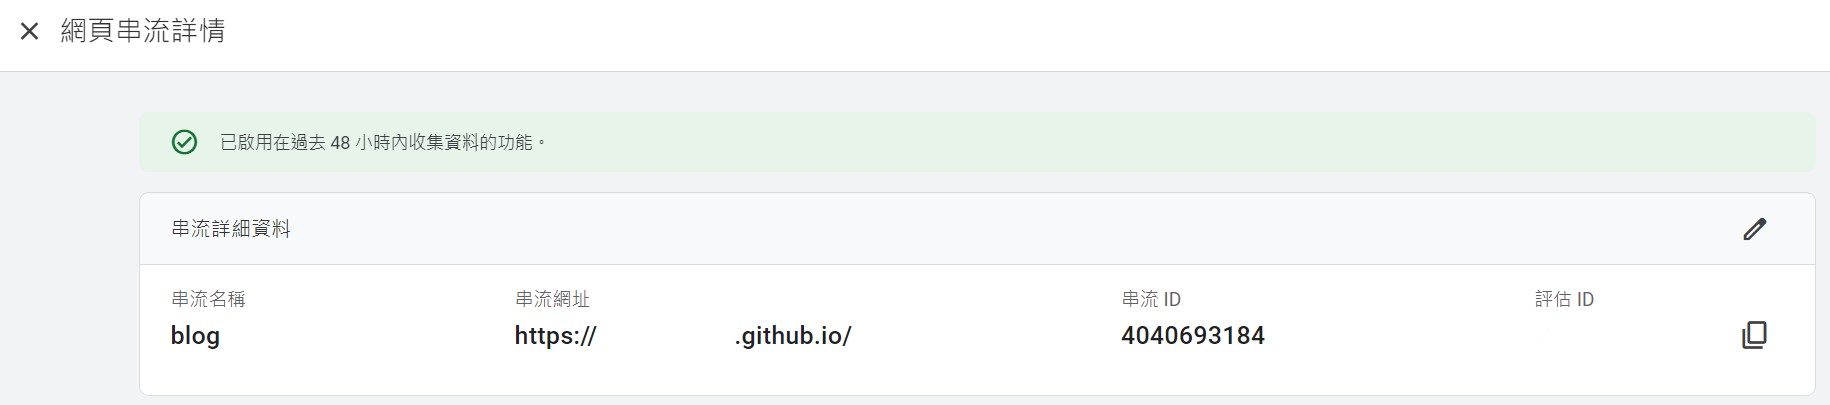 網頁串流詳情
已啟用在過去 48 小時內收集資料的功能。
串流詳細資料
串流名稱 串流網址 串流 ID 評估 ID
blog https:// .github.io/ 4040693184